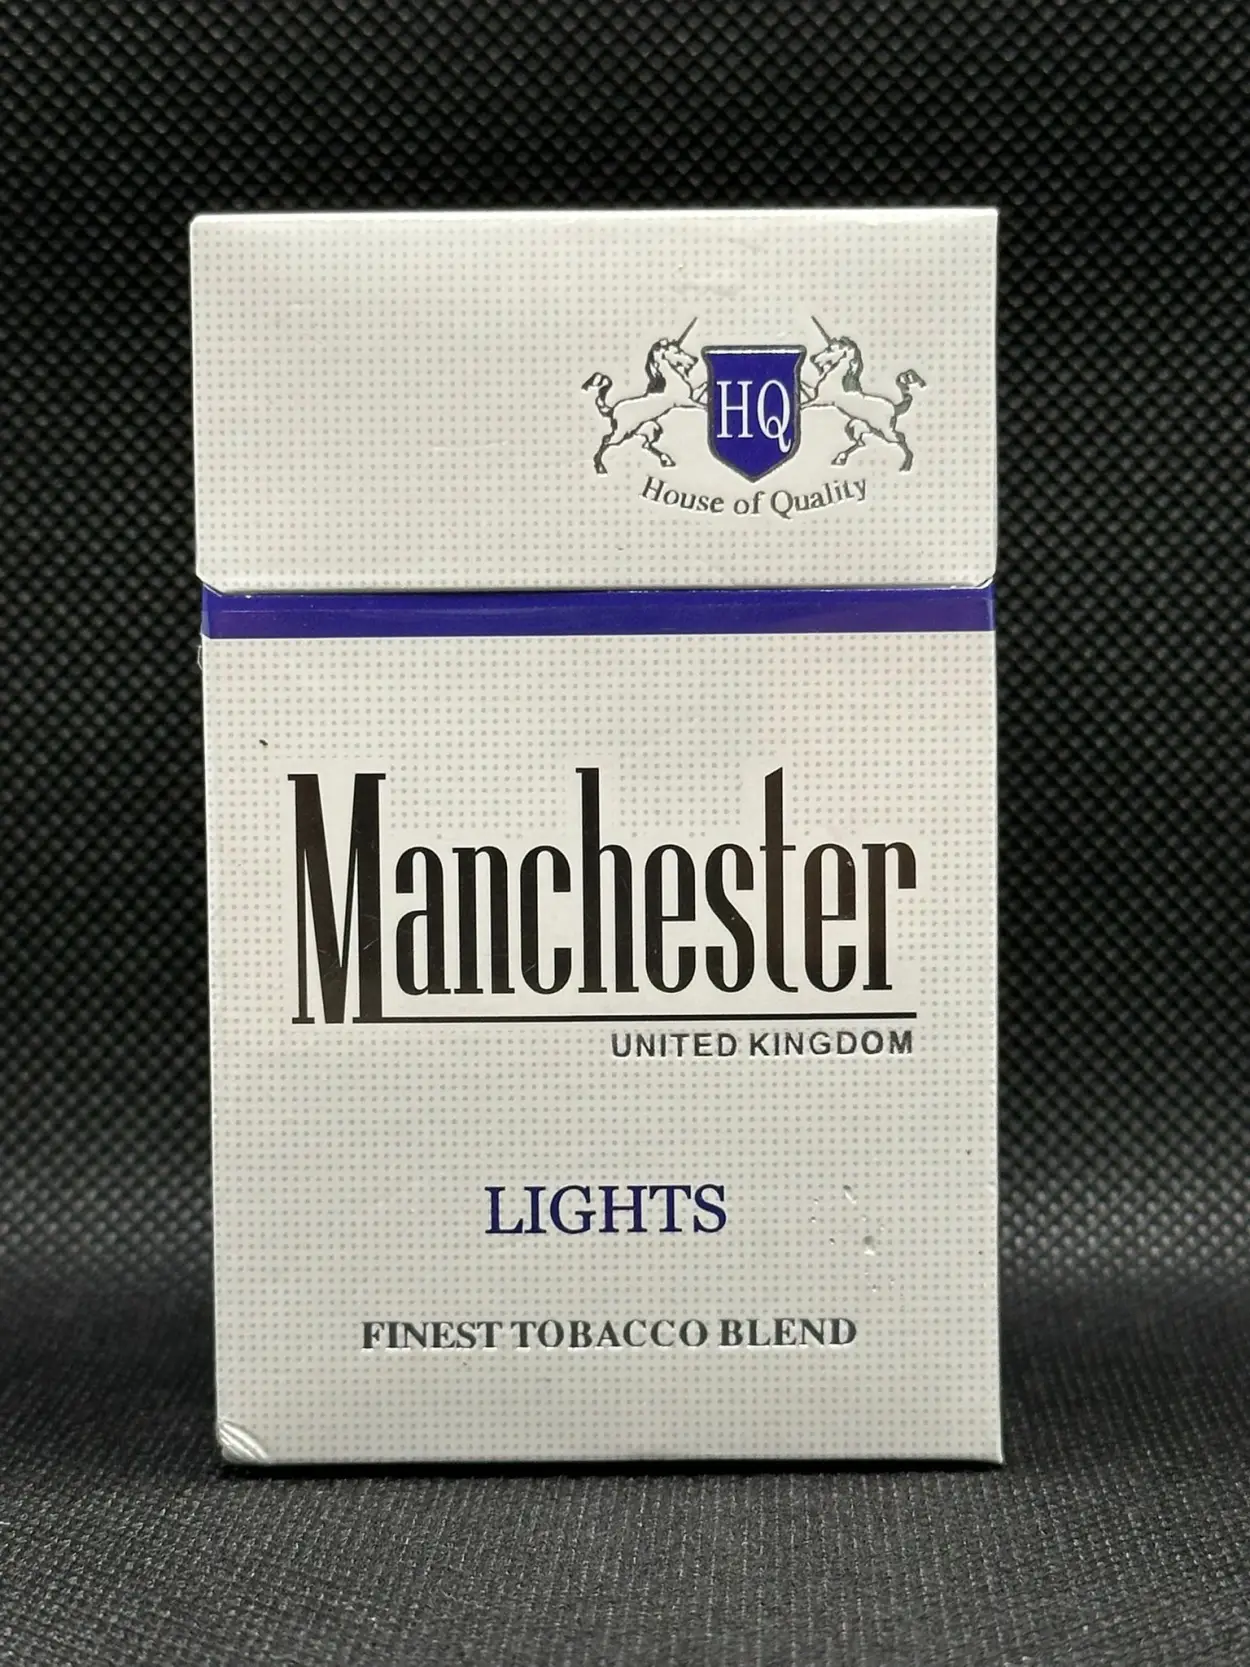 HQ
House of Quality
Manchester
UNITED KINGDOM
LIGHTS
FINEST TOBACCO BLEND